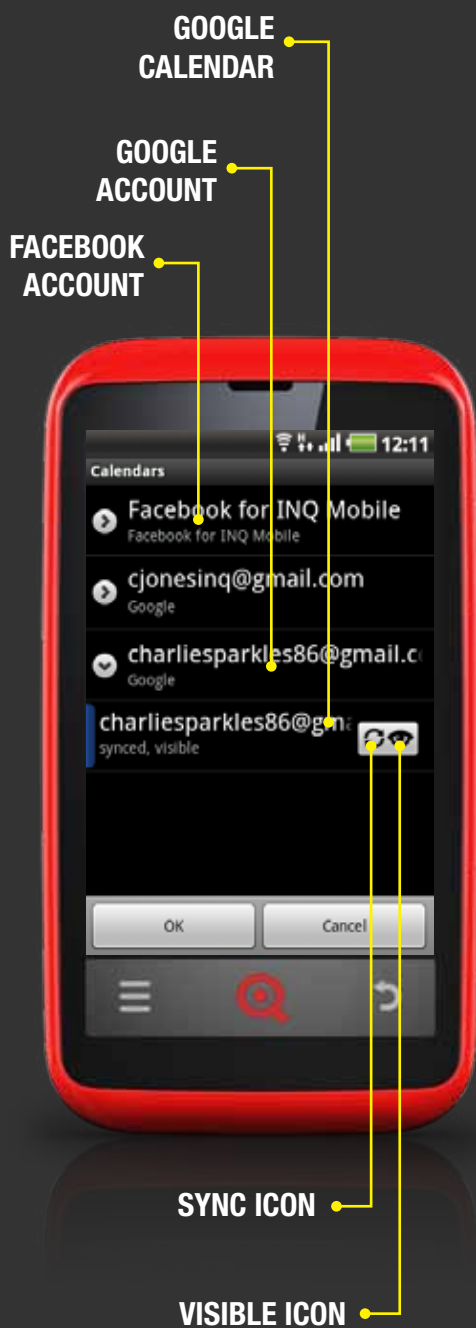 GOOGLE
CALENDAR
GOOGLE
ACCOUNT
FACEBOOK
ACCOUNT
12:11
Calendars
Facebook for INQ Mobile
Facebook for INQ Mobile
cjonesinq@gmail.com
Google
charliesparkles86@gmail.c
Google
charliesparkles86@gma
synced, visible
OK
Cancel
SYNC ICON
VISIBLE ICON